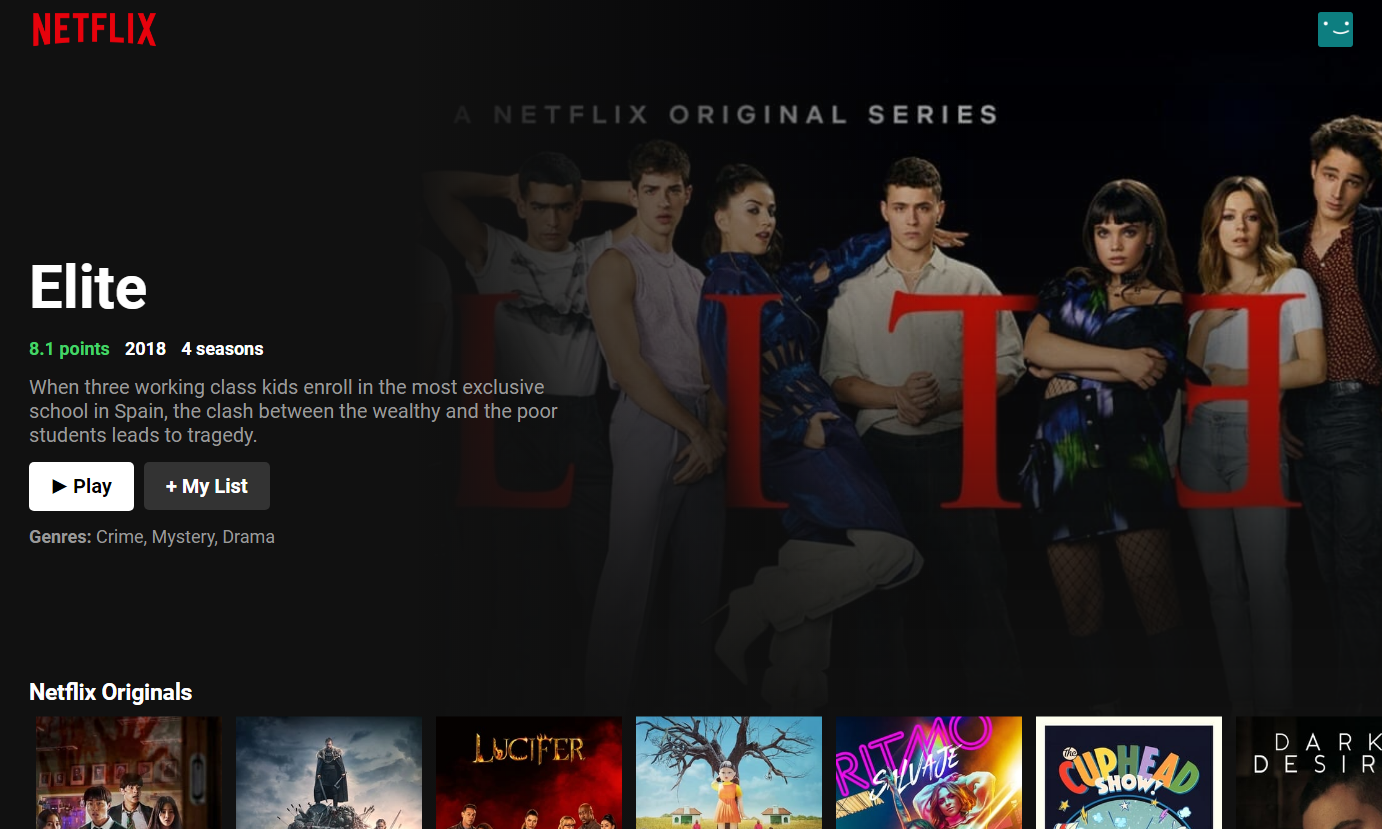 NETFLIX
A NETFLIX ORIGINAL SERIES
ELITE
Elite
8.1 points 2018 4 seasons
When three working class kids enroll in the most exclusive
school in Spain, the clash between the wealthy and the poor
students leads to tragedy.
▶ Play + My List
Genres: Crime, Mystery, Drama
Netflix Originals
LUCIFER
RITMO
SALVAJE
THE
CUPHEAD
SHOW!
DARK
DESIR